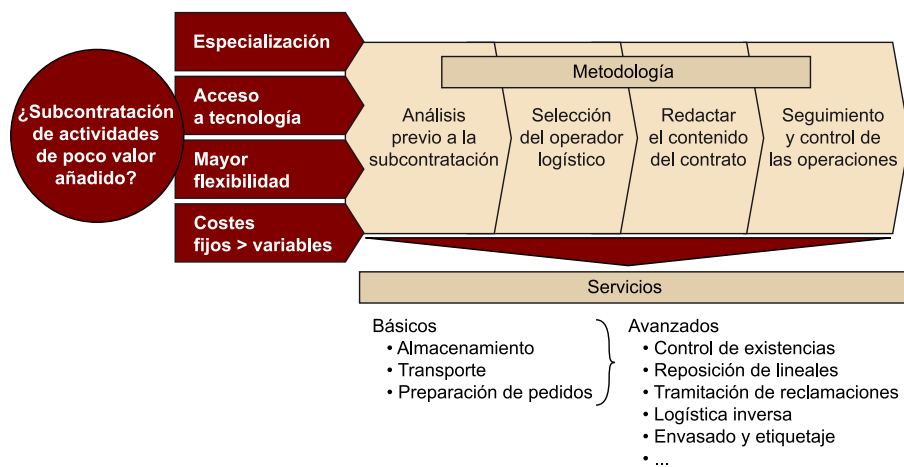 ¿Subcontratación
de actividades
de poco valor
añadido?
Especialización
Acceso
a tecnología
Mayor
flexibilidad
Costes
fijos > variables
Metodología
Análisis
previo a la
subcontratación
Selección
del operador
logístico
Redactar
el contenido
del contrato
Seguimiento
y control de
las operaciones
Servicios
Básicos
• Almacenamiento
• Transporte
• Preparación de pedidos
Avanzados
• Control de existencias
• Reposición de lineales
• Tramitación de reclamaciones
• Logística inversa
• Envasado y etiquetaje
• ...